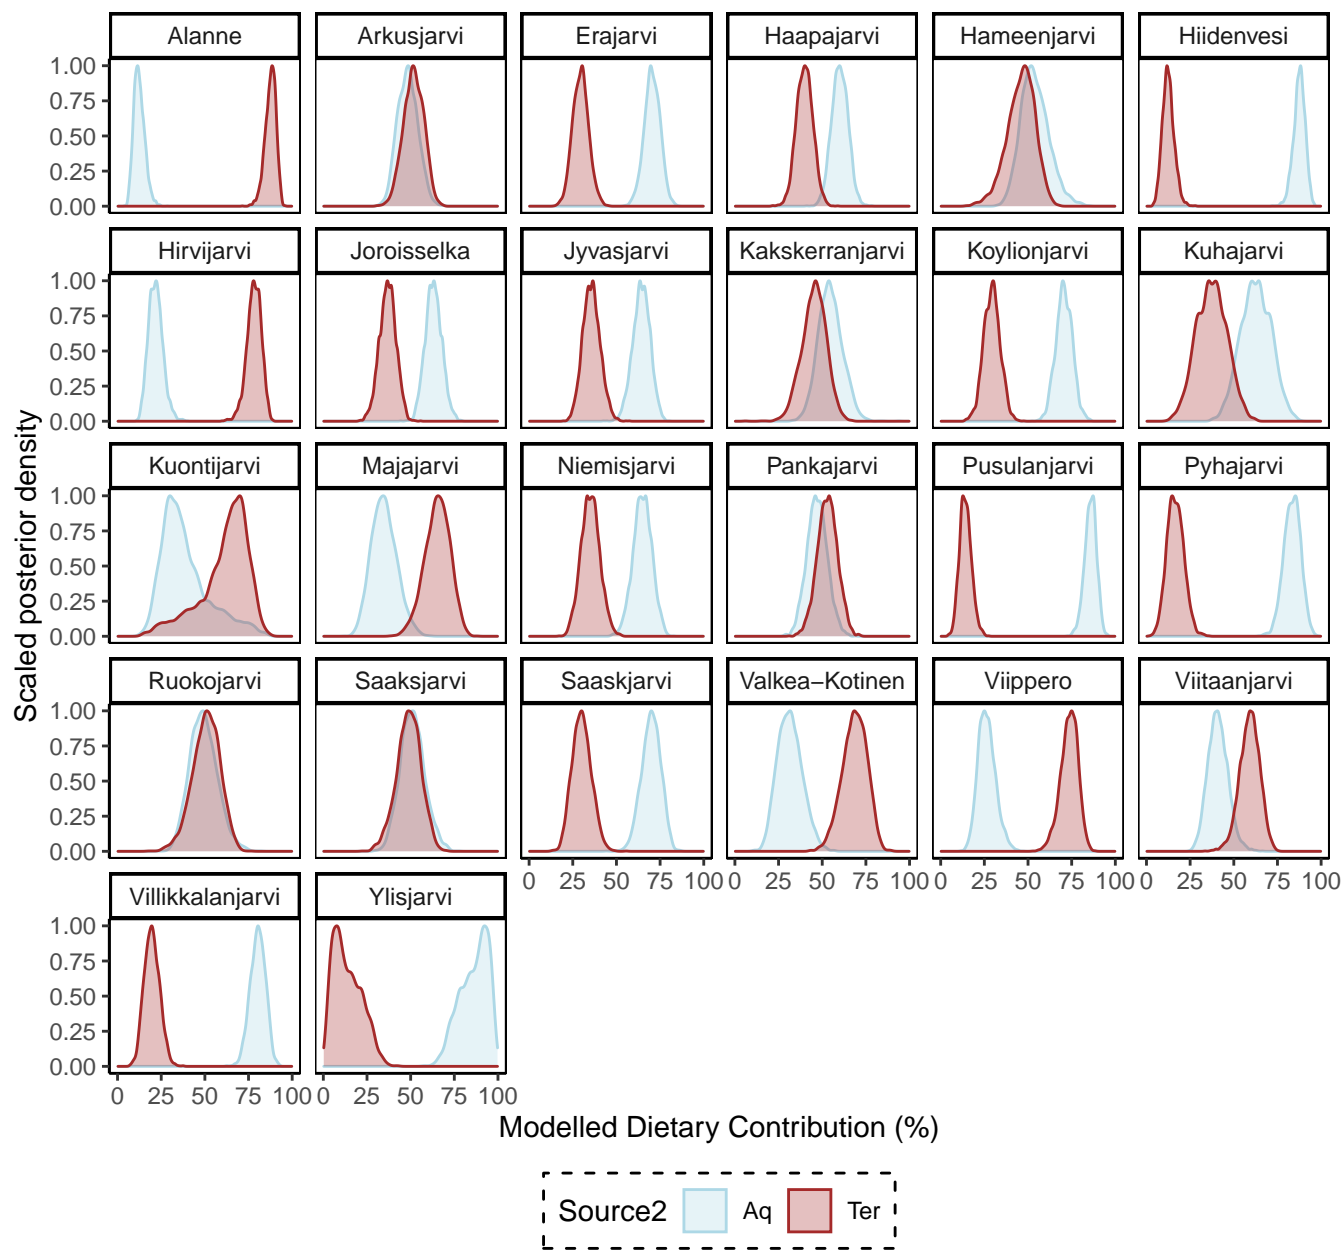 Alanne Arkusjarvi Erajarvi Haapajarvi Hameenjarvi Hiidenvesi
1.00
0.75
0.50
0.25
0.00
Hirvijarvi Joroisselka Jyvasjarvi Kakskerranjarvi Koylionjarvi Kuhajarvi
1.00
0.75
0.50
0.25
0.00
Kuontijarvi Majajarvi Niemisjarvi Pankajarvi Pusulanjarvi Pyhajarvi
1.00
0.75
0.50
0.25
0.00
Ruokojarvi Saaksjarvi Saaskjarvi Valkea−Kotinen Viippero Viitaanjarvi
1.00
0.75
0.50
0.25
0.00
0 25 50 75 100 0 25 50 75 100 0 25 50 75 100 0 25 50 75 100
Villikkalanjarvi Ylisjarvi
1.00
0.75
0.50
0.25
0.00
0 25 50 75 100 0 25 50 75 100
Scaled posterior density
Modelled Dietary Contribution (%)
Source2 Aq Ter